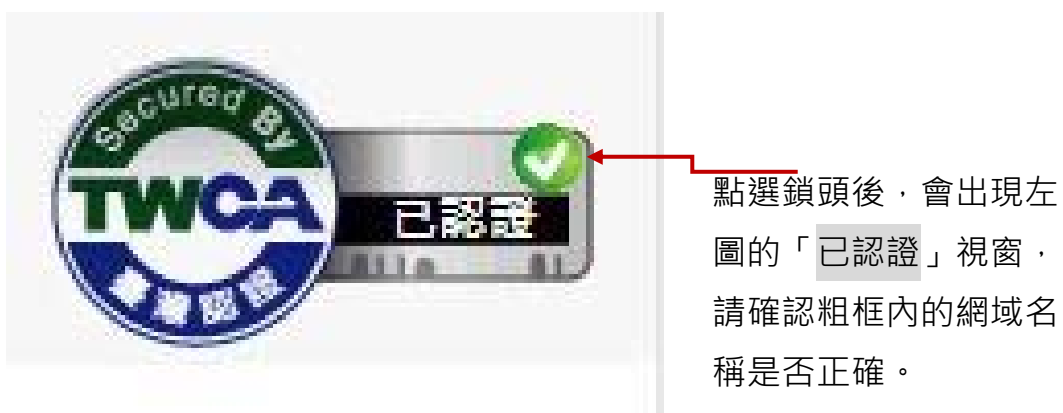 Secured By
TWCA
已認證
點選鎖頭後，會出現左
圖的「已認證」視窗，
請確認粗框內的網域名
稱是否正確。